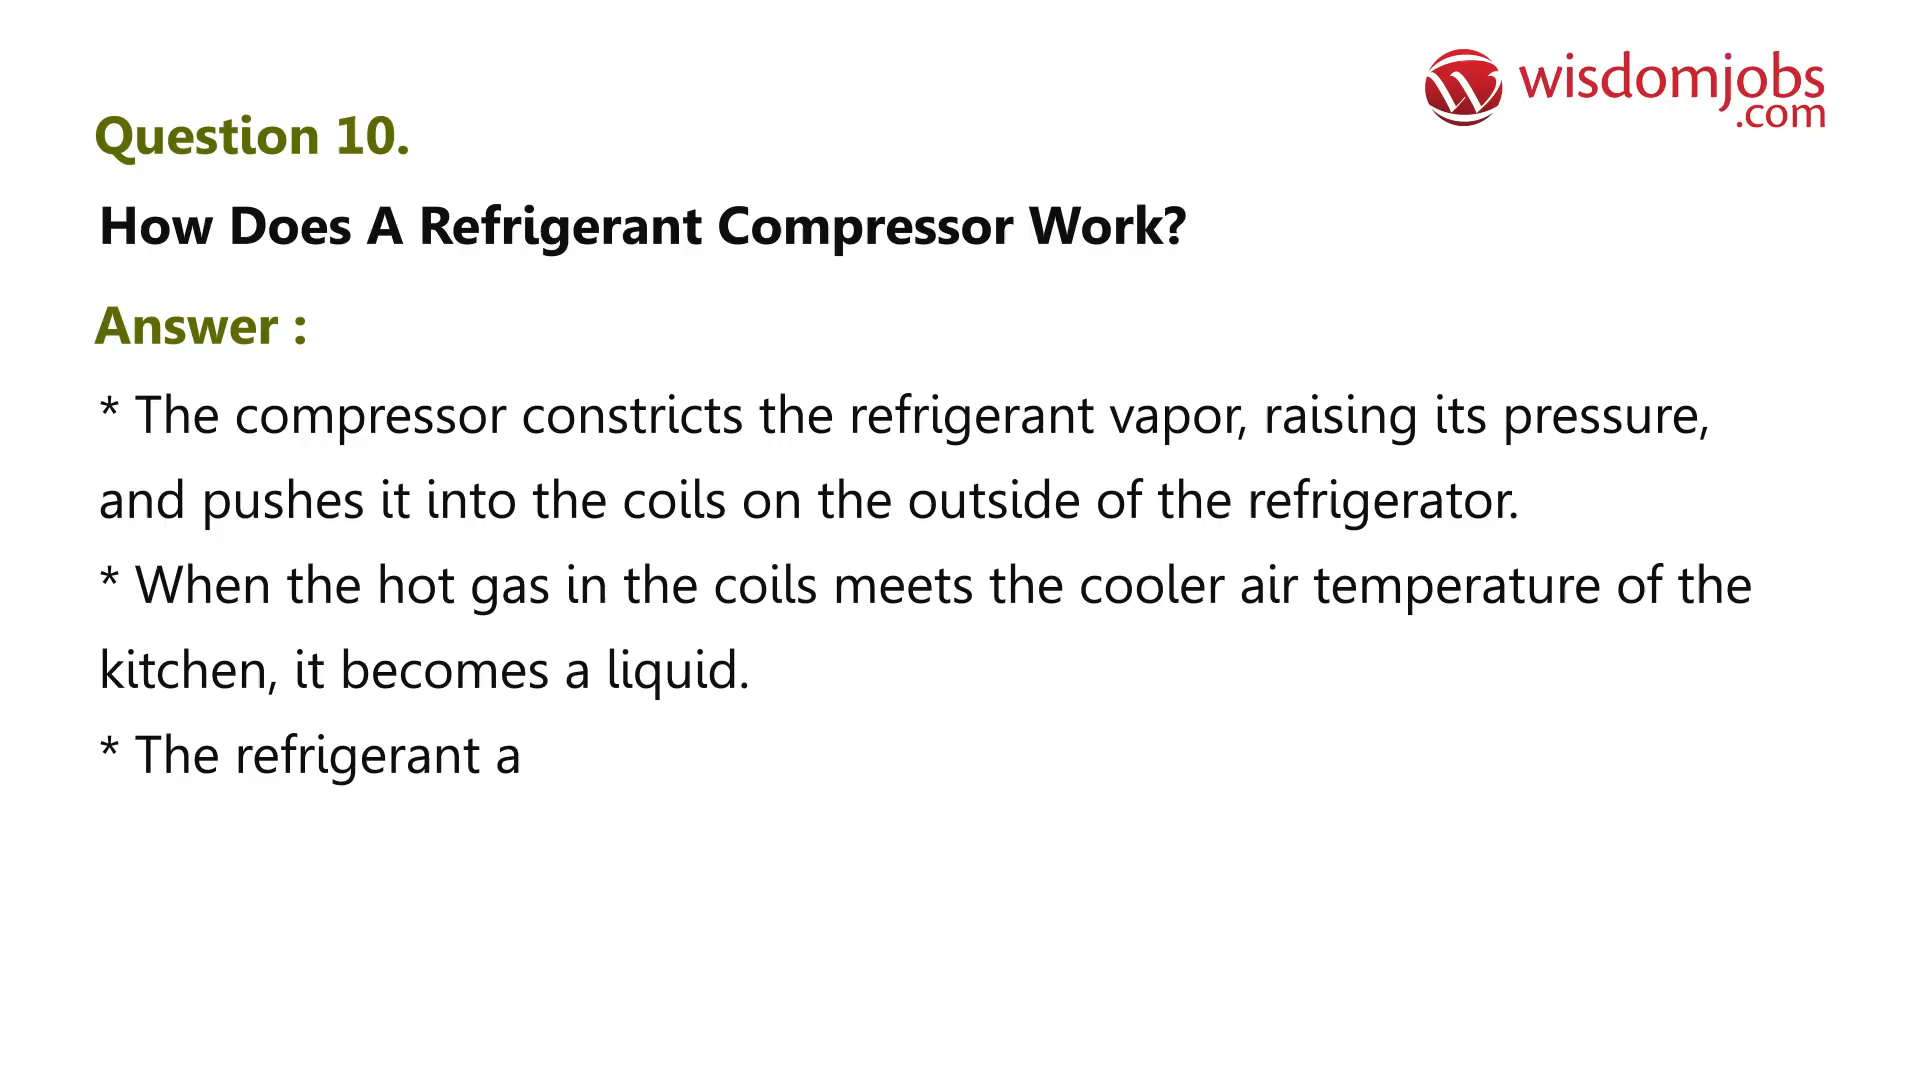 wisdomjobs
.com
Question 10.
How Does A Refrigerant Compressor Work?
Answer :
* The compressor constricts the refrigerant vapor, raising its pressure,
and pushes it into the coils on the outside of the refrigerator.
* When the hot gas in the coils meets the cooler air temperature of the
kitchen, it becomes a liquid.
* The refrigerant a